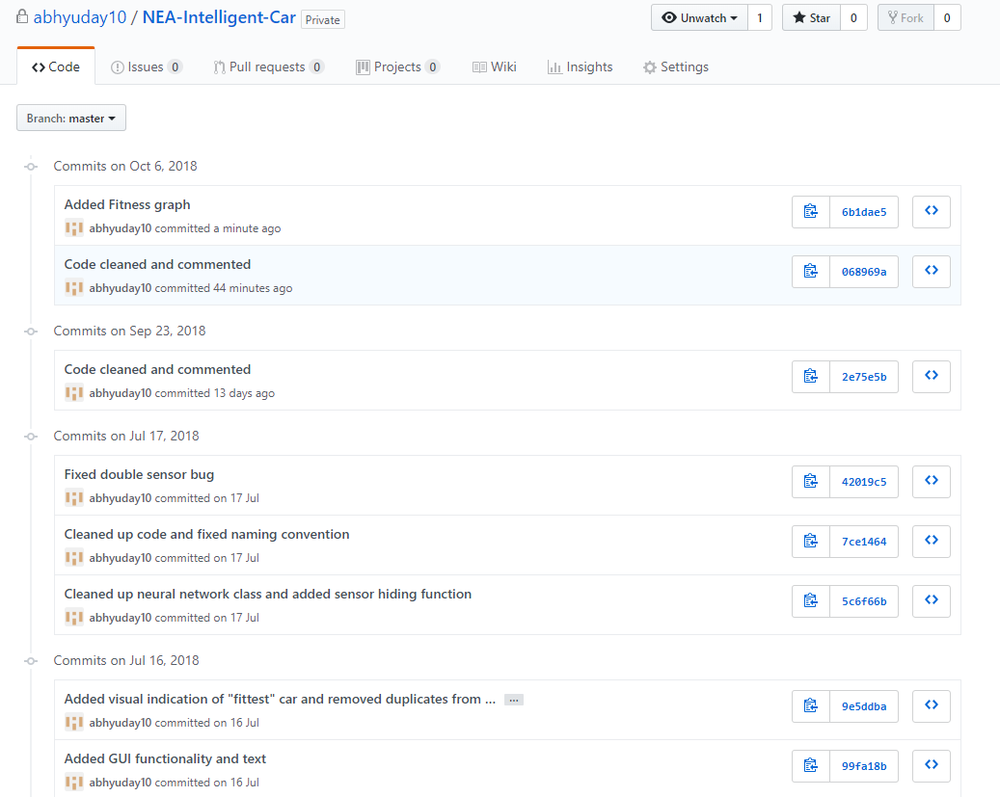 abhyuday10 / NEA-Intelligent-Car Private
Unwatch 1 Star 0 Fork 0
Code Issues 0 Pull requests 0 Projects 0 Wiki Insights Settings
Branch: master
Commits on Oct 6, 2018
Added Fitness graph
abhyuday10 committed a minute ago
6b1dae5
Code cleaned and commented
abhyuday10 committed 44 minutes ago
068969a
Commits on Sep 23, 2018
Code cleaned and commented
abhyuday10 committed 13 days ago
2e75e5b
Commits on Jul 17, 2018
Fixed double sensor bug
abhyuday10 committed on 17 Jul
42019c5
Cleaned up code and fixed naming convention
abhyuday10 committed on 17 Jul
7ce1464
Cleaned up neural network class and added sensor hiding function
abhyuday10 committed on 17 Jul
5c6f66b
Commits on Jul 16, 2018
Added visual indication of "fittest" car and removed duplicates from ... …
abhyuday10 committed on 16 Jul
9e5ddba
Added GUI functionality and text
abhyuday10 committed on 16 Jul
99fa18b